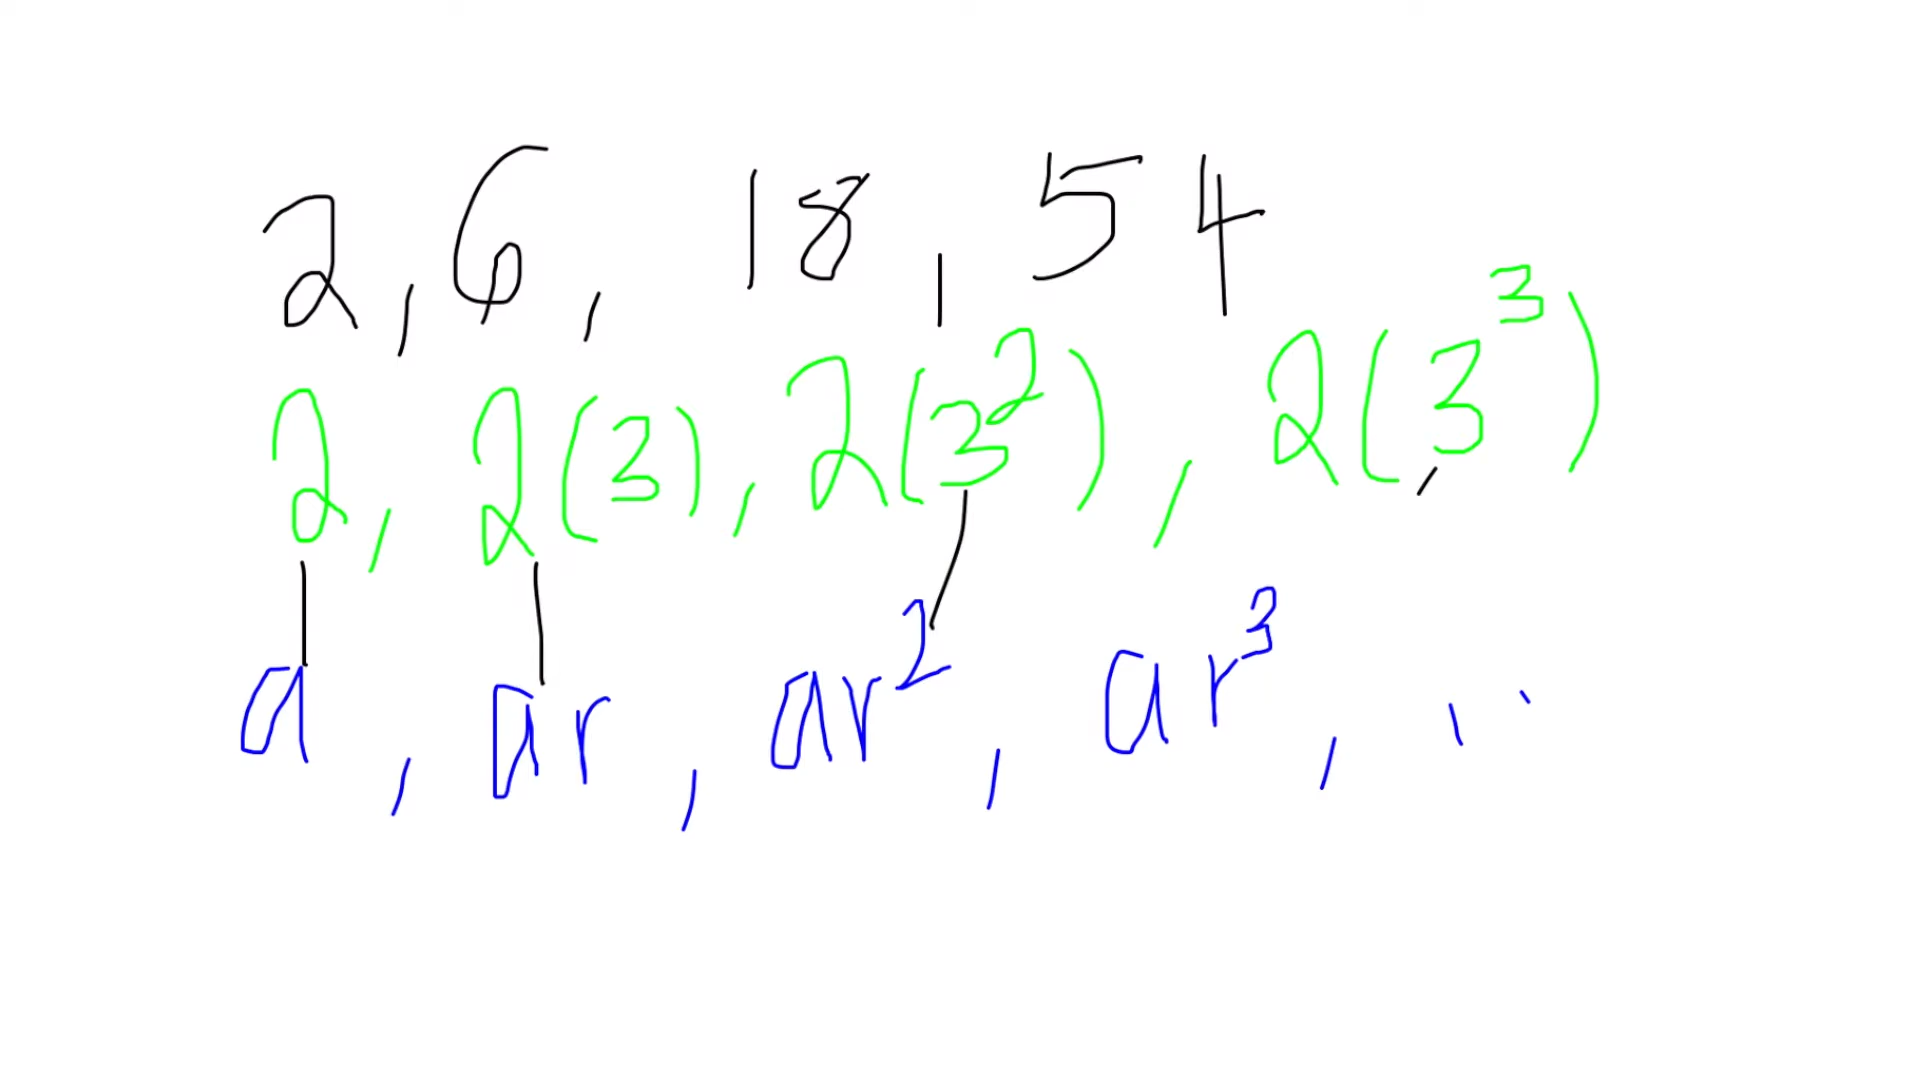 2, 6, 18, 54
2, 2(3), 2(3²), 2(3³)
a, ar, ar², ar³, ..